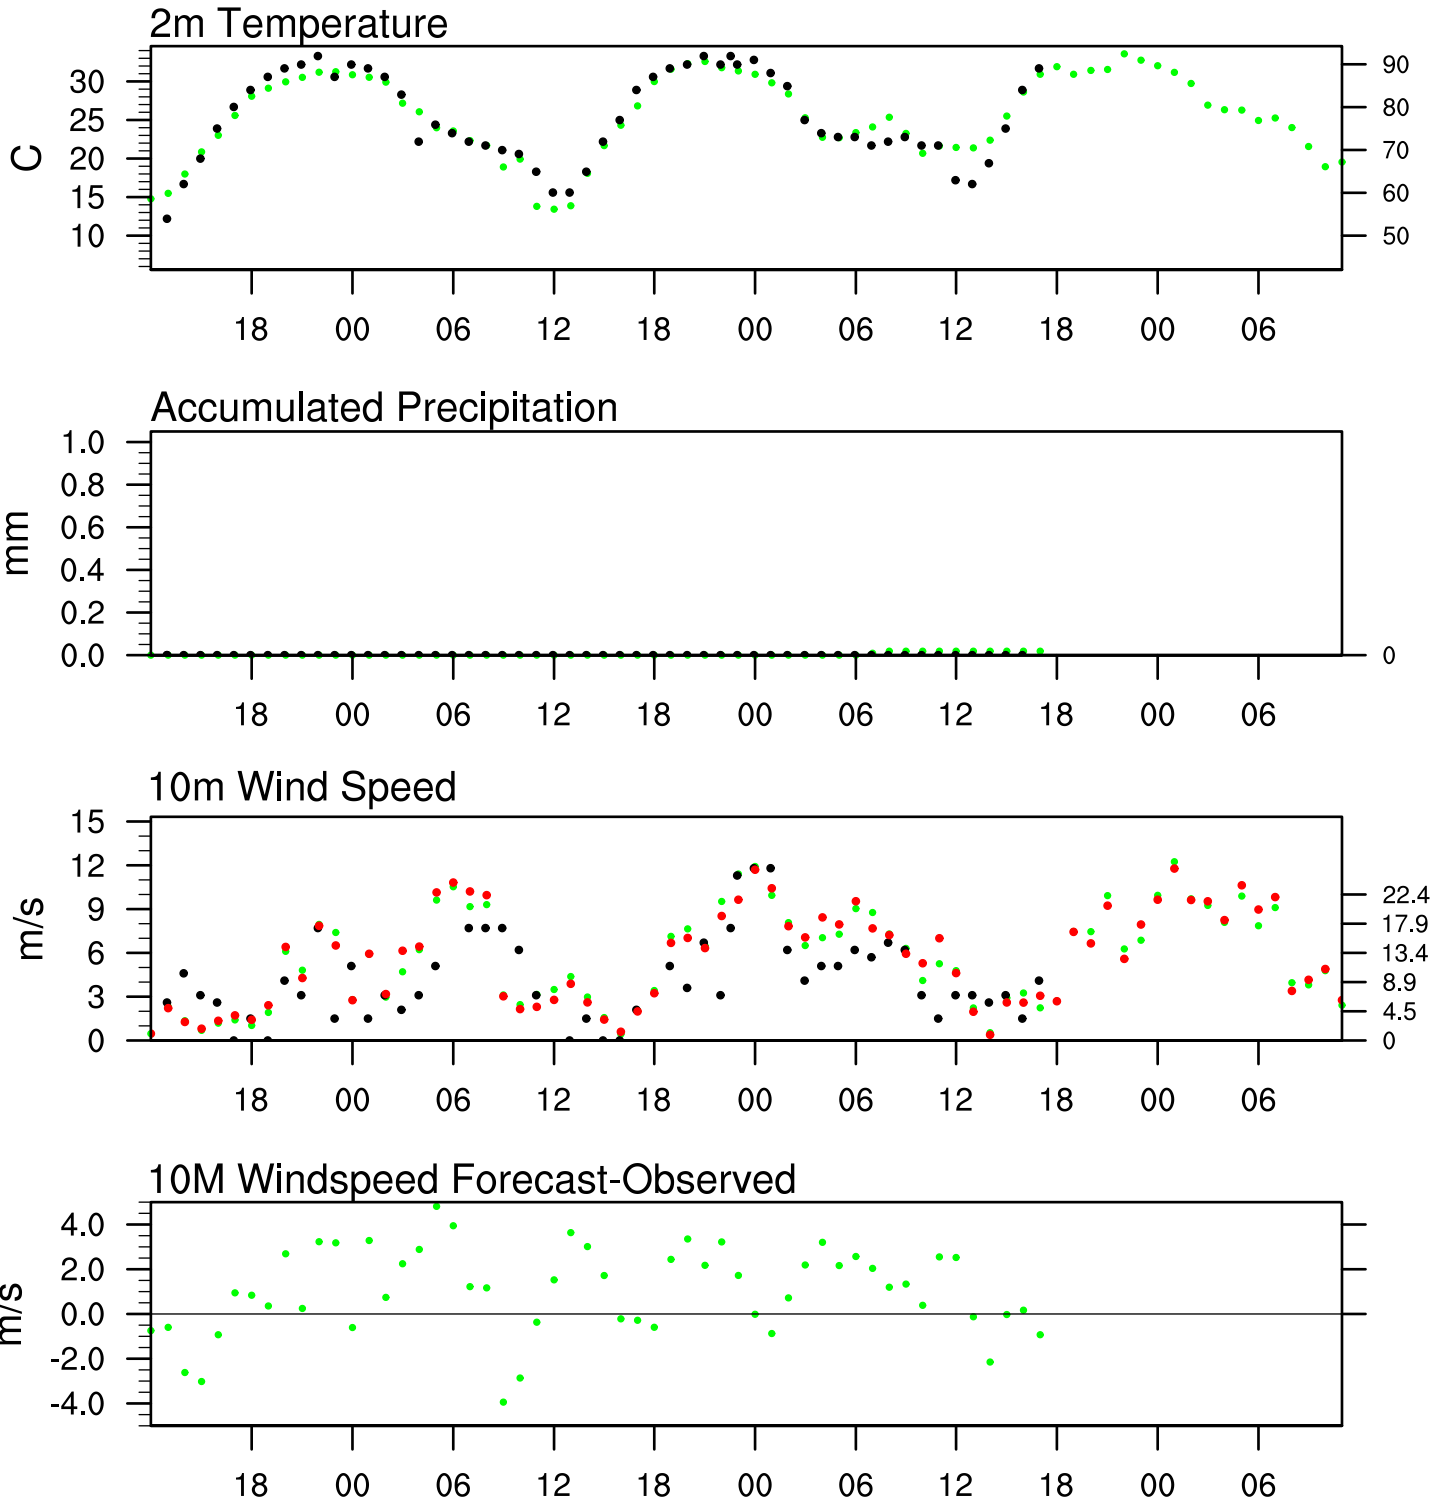 2m Temperature
30
25
20
15
10
C
90
80
70
60
50
18 00 06 12 18 00 06 12 18 00 06
Accumulated Precipitation
1.0
0.8
0.6
0.4
0.2
0.0
mm
0
18 00 06 12 18 00 06 12 18 00 06
10m Wind Speed
15
12
9
6
3
0
m/s
22.4
17.9
13.4
8.9
4.5
0
18 00 06 12 18 00 06 12 18 00 06
10M Windspeed Forecast-Observed
4.0
2.0
0.0
-2.0
-4.0
m/s
18 00 06 12 18 00 06 12 18 00 06